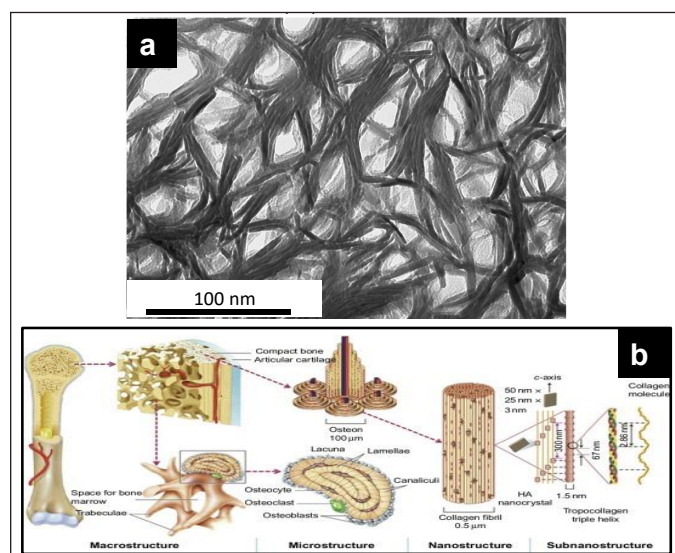 a
100 nm
b
Compact bone
Articular cartilage
Osteon
100 µm
Lacuna
Lamellae
Canaliculi
Osteocyte
Osteoclast
Osteoblasts
Space for bone
marrow
Trabeculae
Collagen fibril
0.5 µm
c-axis
50 nm ×
25 nm ×
3 nm
HA
nanocrystal
300 nm
67 nm
1.5 nm
Tropocollagen
triple helix
Collagen
molecule
2.86 nm
Macrostructure
Microstructure
Nanostructure
Subnanostructure